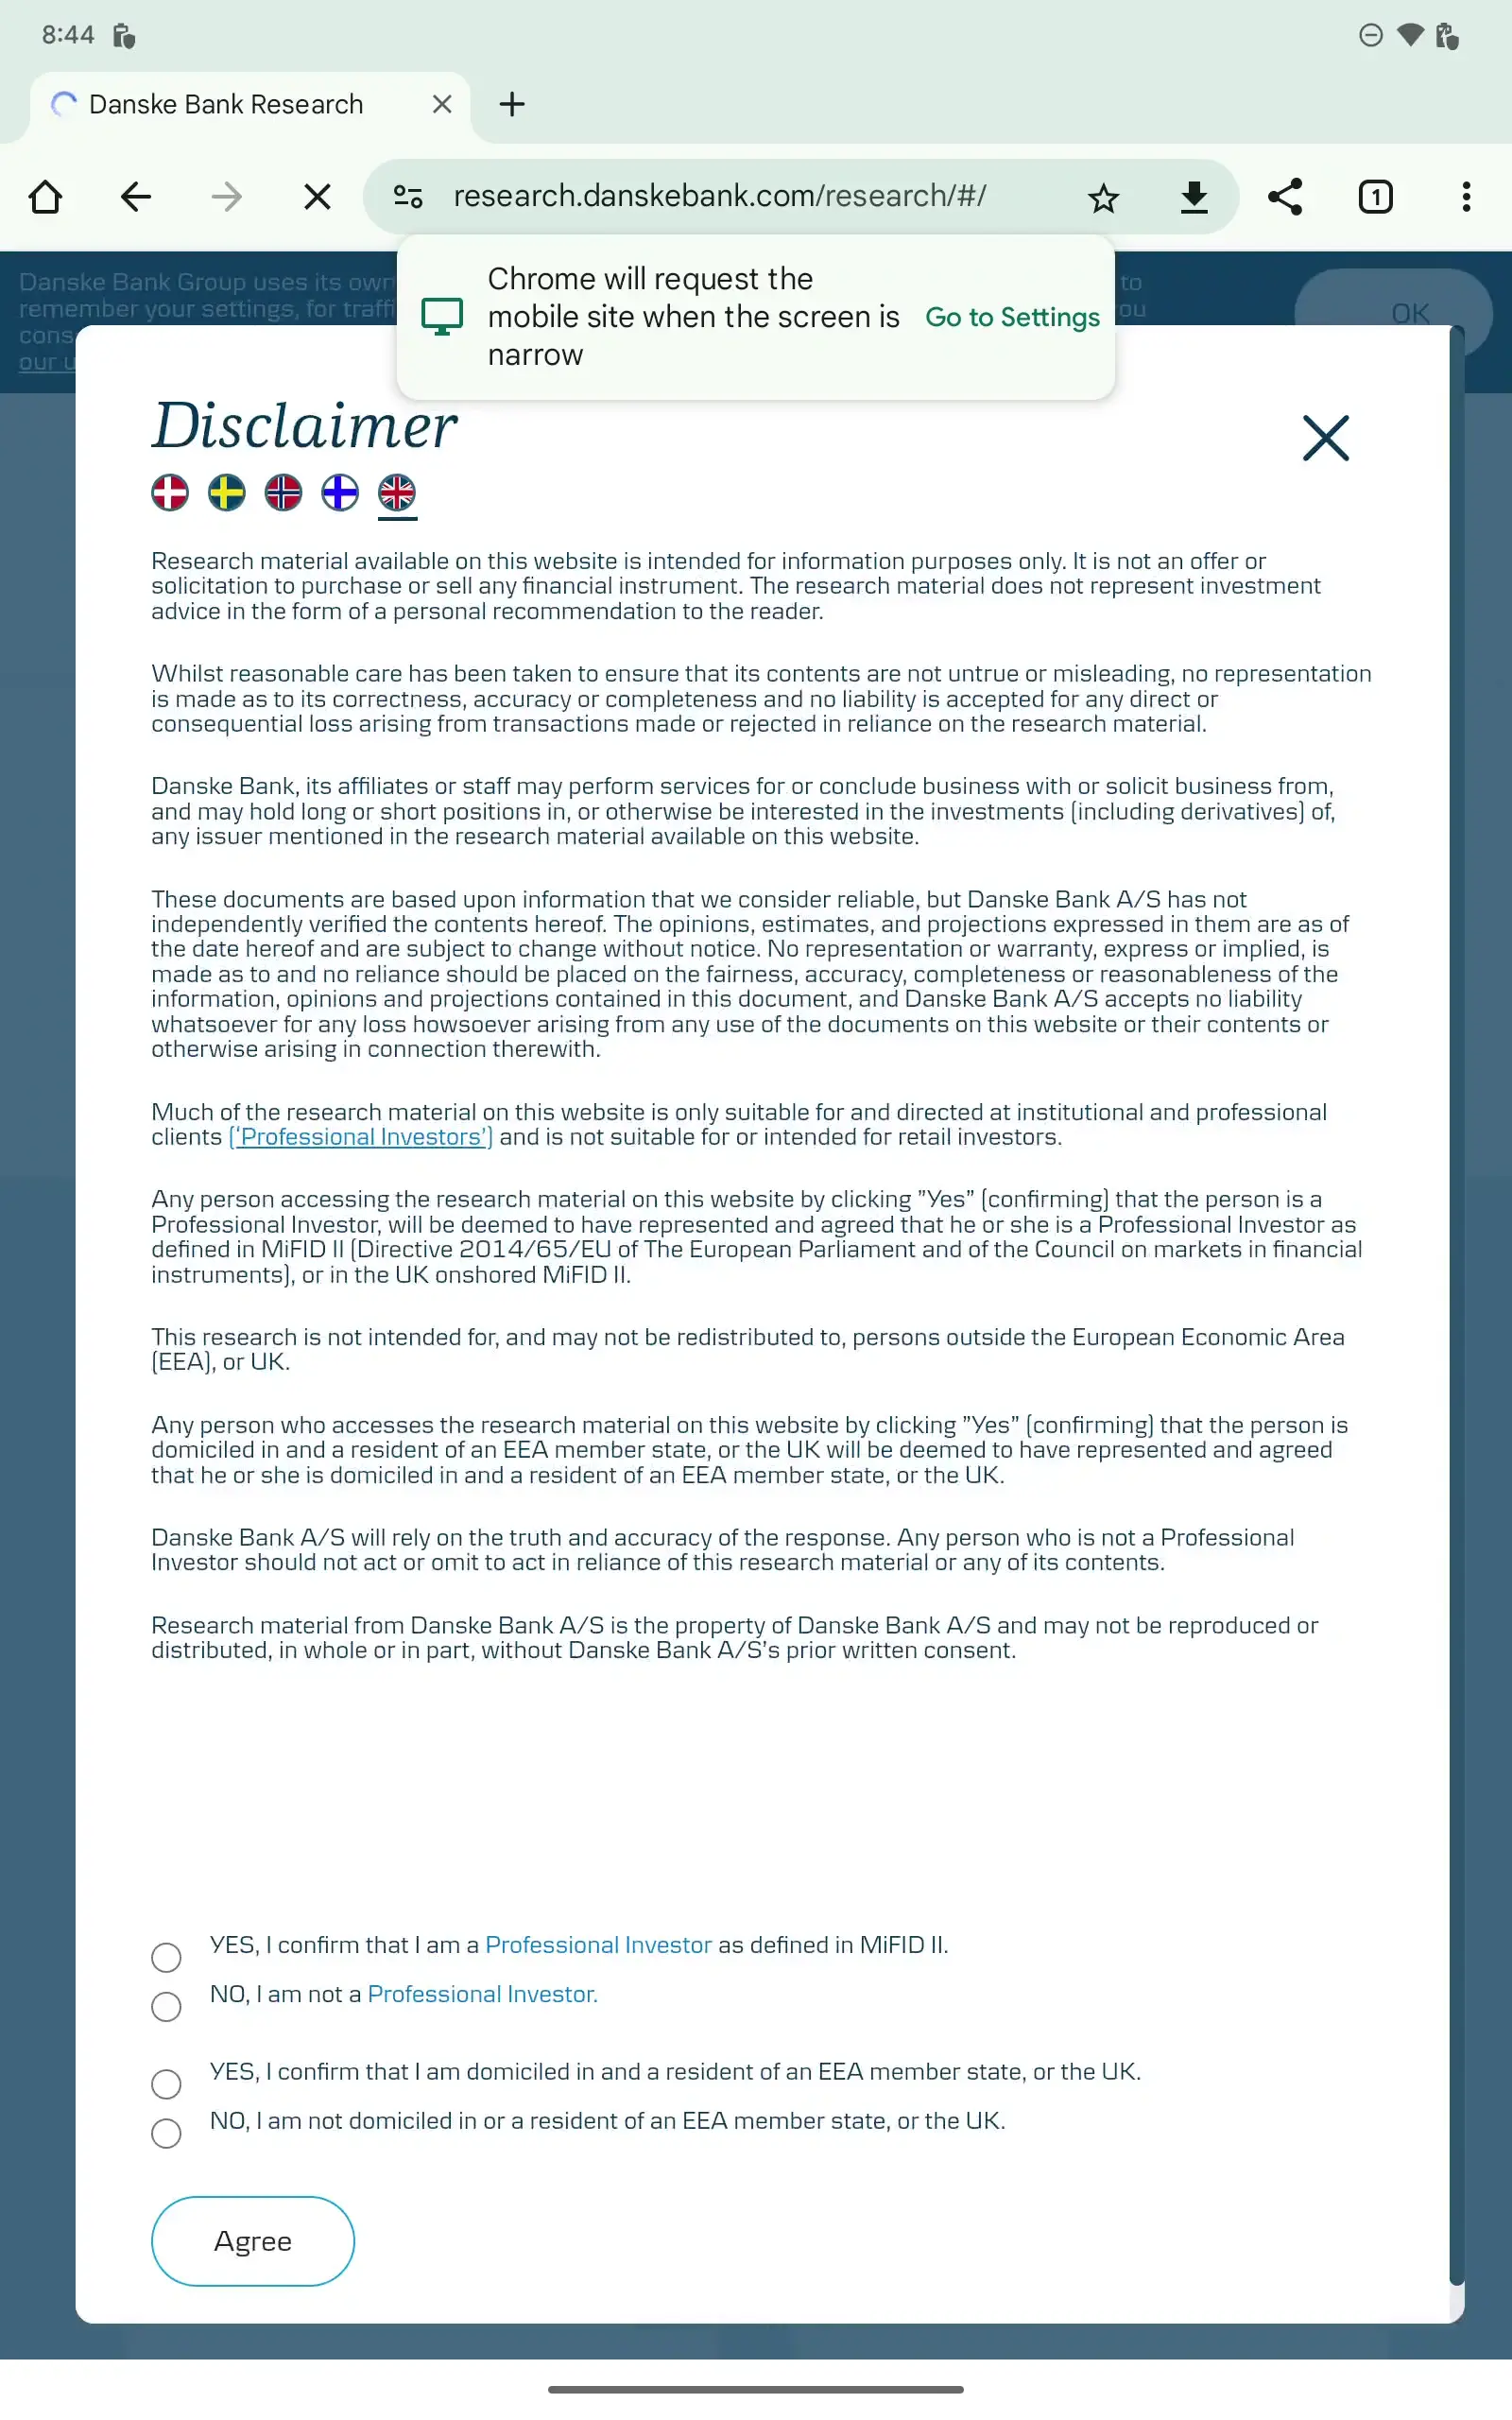 8:44
Danske Bank Research
research.danskebank.com/research/#/
1
Danske Bank Group uses its own
to
remember your settings, for traffi
ou
cons
our u
OK
Chrome will request the
mobile site when the screen is
narrow
Go to Settings
Disclaimer
Research material available on this website is intended for information purposes only. It is not an offer or
solicitation to purchase or sell any financial instrument. The research material does not represent investment
advice in the form of a personal recommendation to the reader.
Whilst reasonable care has been taken to ensure that its contents are not untrue or misleading, no representation
is made as to its correctness, accuracy or completeness and no liability is accepted for any direct or
consequential loss arising from transactions made or rejected in reliance on the research material.
Danske Bank, its affiliates or staff may perform services for or conclude business with or solicit business from,
and may hold long or short positions in, or otherwise be interested in the investments (including derivatives) of,
any issuer mentioned in the research material available on this website.
These documents are based upon information that we consider reliable, but Danske Bank A/S has not
independently verified the contents hereof. The opinions, estimates, and projections expressed in them are as of
the date hereof and are subject to change without notice. No representation or warranty, express or implied, is
made as to and no reliance should be placed on the fairness, accuracy, completeness or reasonableness of the
information, opinions and projections contained in this document, and Danske Bank A/S accepts no liability
whatsoever for any loss howsoever arising from any use of the documents on this website or their contents or
otherwise arising in connection therewith.
Much of the research material on this website is only suitable for and directed at institutional and professional
clients (‘Professional Investors’) and is not suitable for or intended for retail investors.
Any person accessing the research material on this website by clicking ”Yes” (confirming) that the person is a
Professional Investor, will be deemed to have represented and agreed that he or she is a Professional Investor as
defined in MiFID II (Directive 2014/65/EU of The European Parliament and of the Council on markets in financial
instruments), or in the UK onshored MiFID II.
This research is not intended for, and may not be redistributed to, persons outside the European Economic Area
(EEA), or UK.
Any person who accesses the research material on this website by clicking ”Yes” (confirming) that the person is
domiciled in and a resident of an EEA member state, or the UK will be deemed to have represented and agreed
that he or she is domiciled in and a resident of an EEA member state, or the UK.
Danske Bank A/S will rely on the truth and accuracy of the response. Any person who is not a Professional
Investor should not act or omit to act in reliance of this research material or any of its contents.
Research material from Danske Bank A/S is the property of Danske Bank A/S and may not be reproduced or
distributed, in whole or in part, without Danske Bank A/S’s prior written consent.
YES, I confirm that I am a Professional Investor as defined in MiFID II.
NO, I am not a Professional Investor.
YES, I confirm that I am domiciled in and a resident of an EEA member state, or the UK.
NO, I am not domiciled in or a resident of an EEA member state, or the UK.
Agree